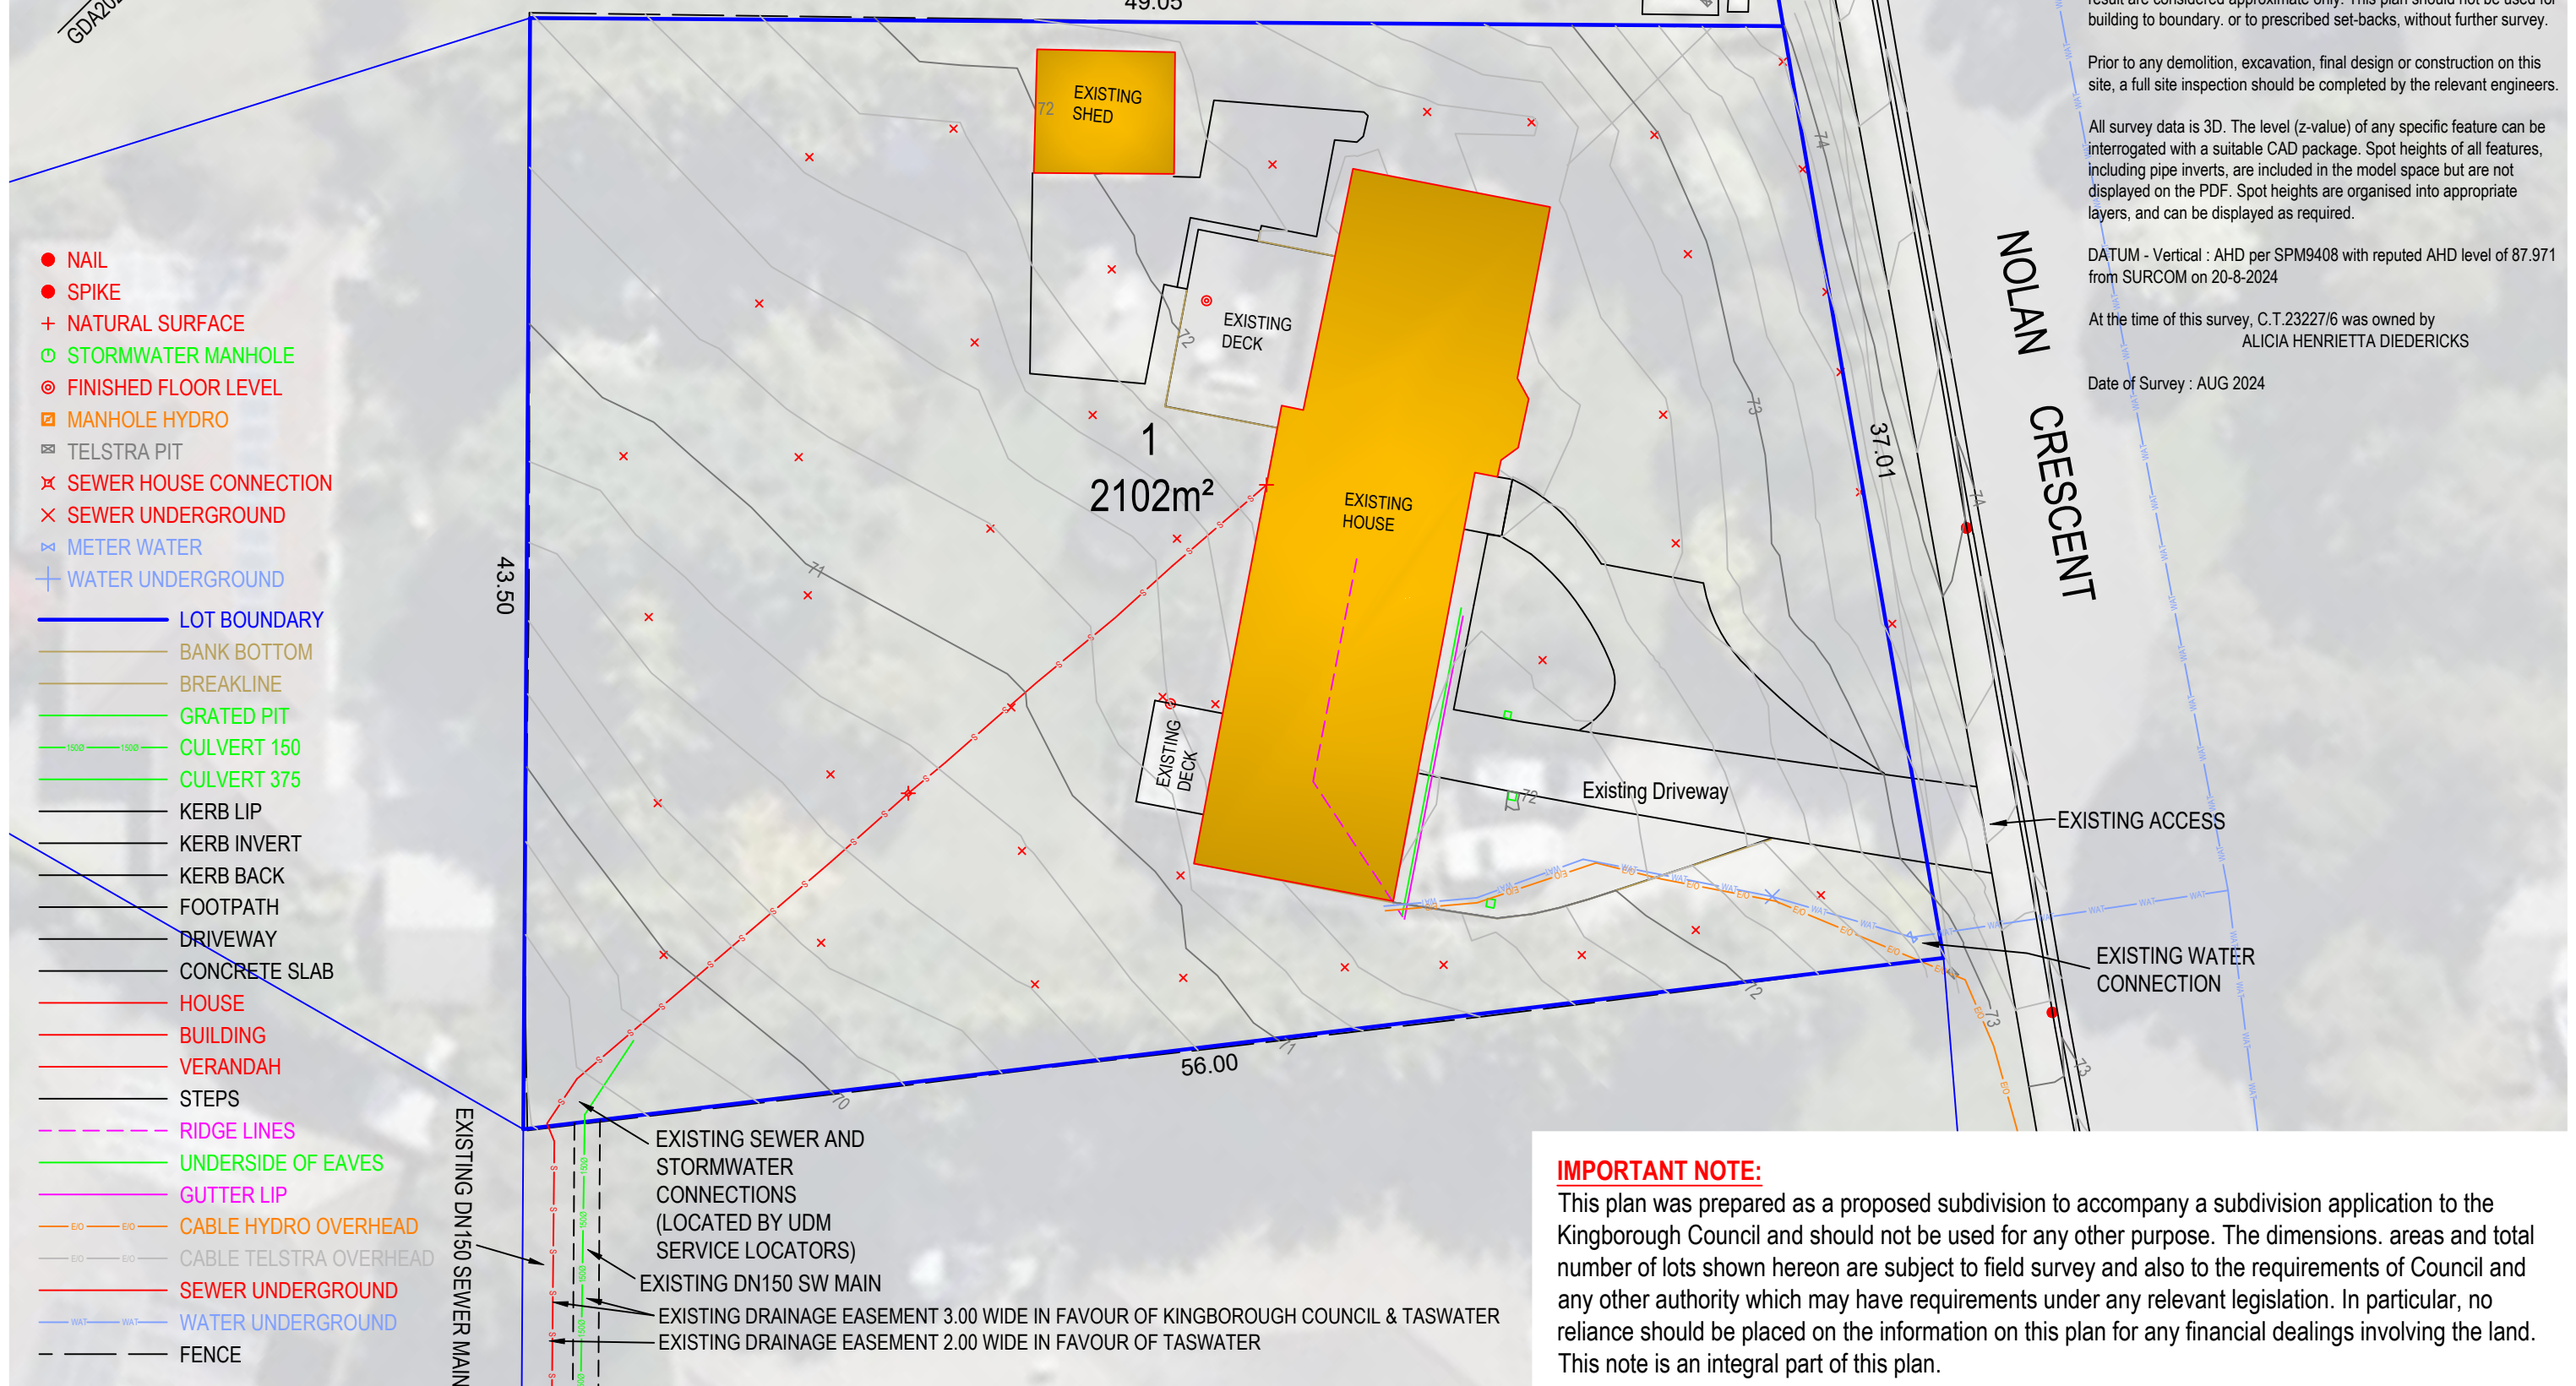 GDA202
49.05
result are considered approximate only. This plan should not be used for
building to boundary. or to prescribed set-backs, without further survey.
Prior to any demolition, excavation, final design or construction on this
site, a full site inspection should be completed by the relevant engineers.
All survey data is 3D. The level (z-value) of any specific feature can be
interrogated with a suitable CAD package. Spot heights of all features,
including pipe inverts, are included in the model space but are not
displayed on the PDF. Spot heights are organised into appropriate
layers, and can be displayed as required.
DATUM - Vertical : AHD per SPM9408 with reputed AHD level of 87.971
from SURCOM on 20-8-2024
At the time of this survey, C.T.23227/6 was owned by
ALICIA HENRIETTA DIEDERICKS
Date of Survey : AUG 2024
NAIL
SPIKE
NATURAL SURFACE
STORMWATER MANHOLE
FINISHED FLOOR LEVEL
MANHOLE HYDRO
TELSTRA PIT
SEWER HOUSE CONNECTION
SEWER UNDERGROUND
METER WATER
WATER UNDERGROUND
LOT BOUNDARY
BANK BOTTOM
BREAKLINE
GRATED PIT
150Ø 150Ø CULVERT 150
CULVERT 375
KERB LIP
KERB INVERT
KERB BACK
FOOTPATH
DRIVEWAY
CONCRETE SLAB
HOUSE
BUILDING
VERANDAH
STEPS
RIDGE LINES
UNDERSIDE OF EAVES
GUTTER LIP
E/O E/O CABLE HYDRO OVERHEAD
E/O E/O CABLE TELSTRA OVERHEAD
SEWER UNDERGROUND
WAT WAT WATER UNDERGROUND
FENCE
EXISTING
SHED
72
EXISTING
DECK
72
1
2102m²
EXISTING
HOUSE
EXISTING
DECK
74
73
37.01
74
NOLAN CRESCENT
43.50
71
72
Existing Driveway
EXISTING ACCESS
EXISTING WATER
CONNECTION
72
73
73
71
70
56.00
EXISTING DN150 SEWER MAIN
EXISTING SEWER AND
STORMWATER
CONNECTIONS
(LOCATED BY UDM
SERVICE LOCATORS)
EXISTING DN150 SW MAIN
EXISTING DRAINAGE EASEMENT 3.00 WIDE IN FAVOUR OF KINGBOROUGH COUNCIL & TASWATER
EXISTING DRAINAGE EASEMENT 2.00 WIDE IN FAVOUR OF TASWATER
IMPORTANT NOTE:
This plan was prepared as a proposed subdivision to accompany a subdivision application to the
Kingborough Council and should not be used for any other purpose. The dimensions. areas and total
number of lots shown hereon are subject to field survey and also to the requirements of Council and
any other authority which may have requirements under any relevant legislation. In particular, no
reliance should be placed on the information on this plan for any financial dealings involving the land.
This note is an integral part of this plan.